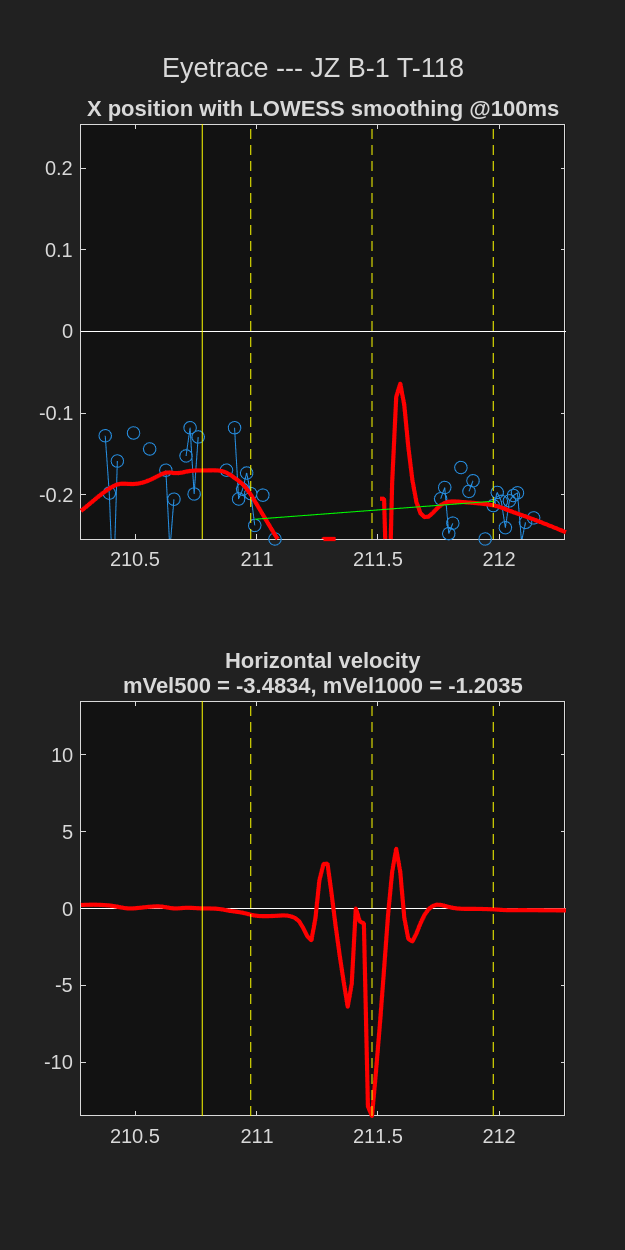 Eyetrace --- JZ B-1 T-118
X position with LOWESS smoothing @100ms
0.2
0.1
0
-0.1
-0.2
210.5 211 211.5 212
Horizontal velocity
mVel500 = -3.4834, mVel1000 = -1.2035
10
5
0
-5
-10
210.5 211 211.5 212